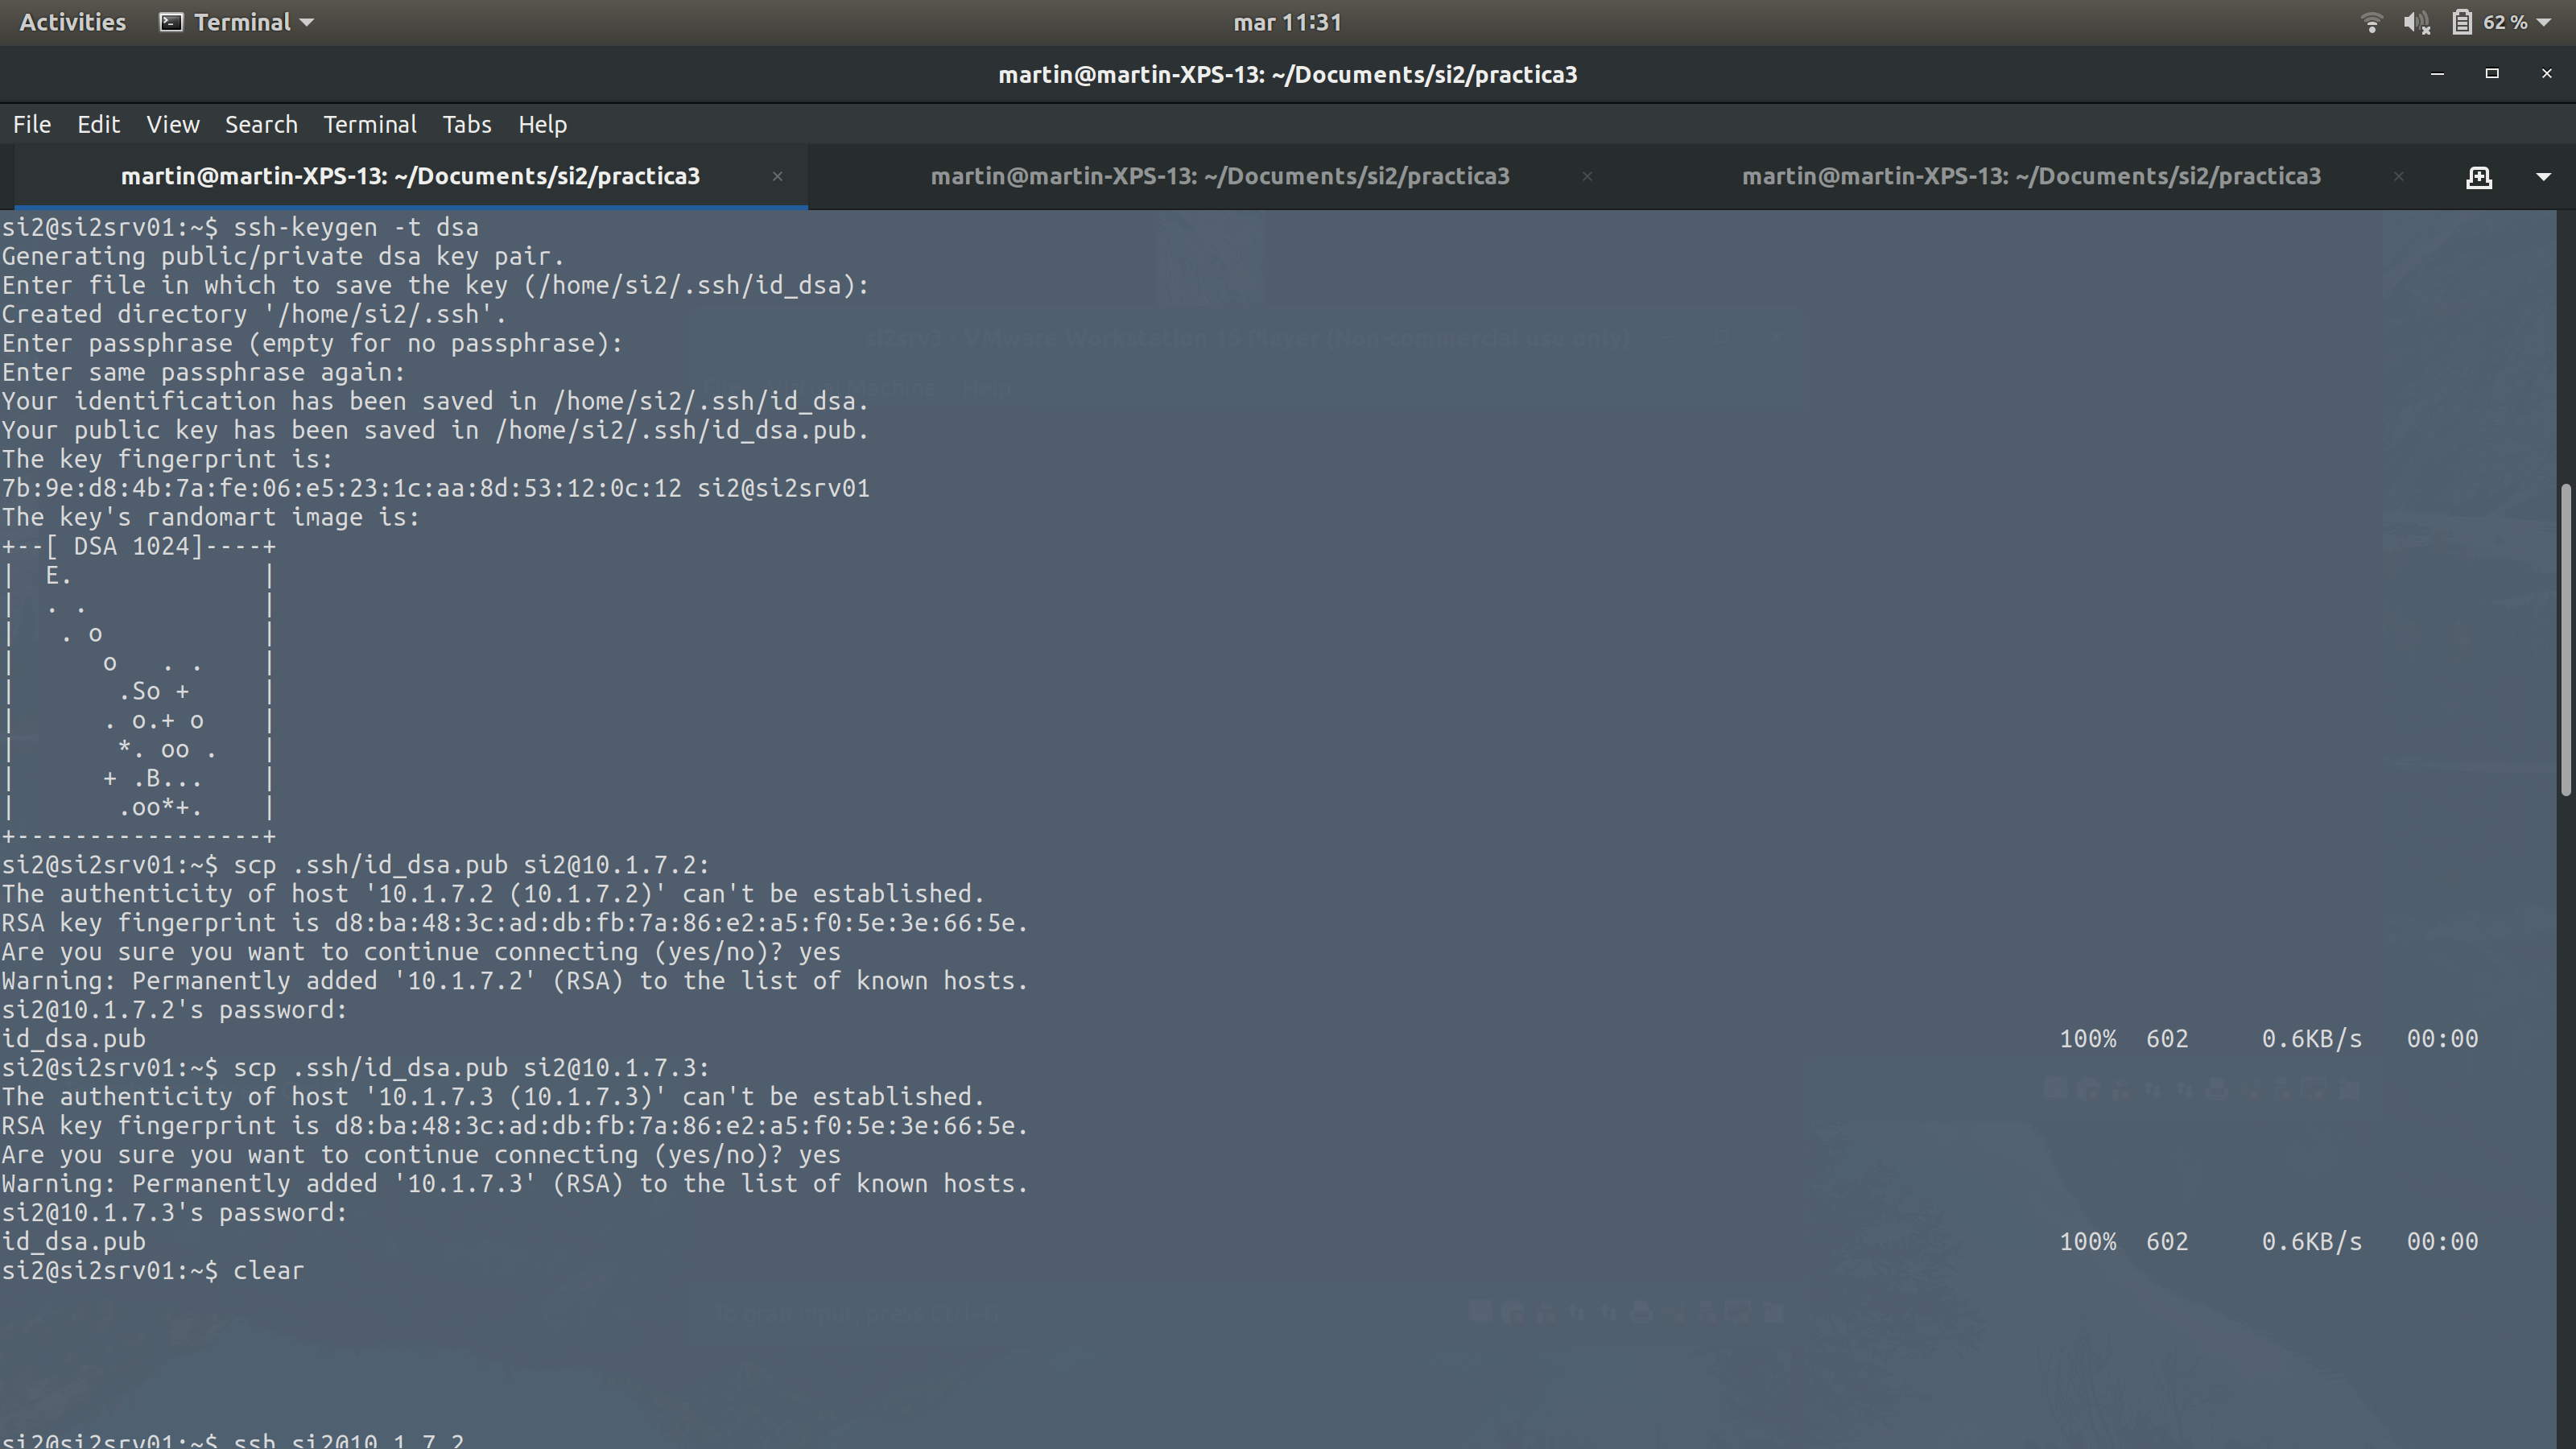 Activities Terminal mar 11:31 62 %
martin@martin-XPS-13: ~/Documents/si2/practica3
File Edit View Search Terminal Tabs Help
martin@martin-XPS-13: ~/Documents/si2/practica3 × martin@martin-XPS-13: ~/Documents/si2/practica3 × martin@martin-XPS-13: ~/Documents/si2/practica3 ×
si2@si2srv01:~$ ssh-keygen -t dsa
Generating public/private dsa key pair.
Enter file in which to save the key (/home/si2/.ssh/id_dsa):
Created directory '/home/si2/.ssh'.
si2srv3 - VMware Workstation 15 Player (Non-commercial use only)
Enter passphrase (empty for no passphrase):
Enter same passphrase again:
Your identification has been saved in /home/si2/.ssh/id_dsa.
Your public key has been saved in /home/si2/.ssh/id_dsa.pub.
The key fingerprint is:
7b:9e:d8:4b:7a:fe:06:e5:23:1c:aa:8d:53:12:0c:12 si2@si2srv01
The key's randomart image is:
+--[ DSA 1024]----+
|  E.             |
|  . .            |
|   . o           |
|      o   . .    |
|       .So +     |
|      . o.+ o    |
|       *. oo .   |
|      + .B...    |
|       .oo*+.    |
+-----------------+
si2@si2srv01:~$ scp .ssh/id_dsa.pub si2@10.1.7.2:
The authenticity of host '10.1.7.2 (10.1.7.2)' can't be established.
RSA key fingerprint is d8:ba:48:3c:ad:db:fb:7a:86:e2:a5:f0:5e:3e:66:5e.
Are you sure you want to continue connecting (yes/no)? yes
Warning: Permanently added '10.1.7.2' (RSA) to the list of known hosts.
si2@10.1.7.2's password:
id_dsa.pub 100% 602 0.6KB/s 00:00
si2@si2srv01:~$ scp .ssh/id_dsa.pub si2@10.1.7.3:
The authenticity of host '10.1.7.3 (10.1.7.3)' can't be established.
RSA key fingerprint is d8:ba:48:3c:ad:db:fb:7a:86:e2:a5:f0:5e:3e:66:5e.
Are you sure you want to continue connecting (yes/no)? yes
Warning: Permanently added '10.1.7.3' (RSA) to the list of known hosts.
si2@10.1.7.3's password:
id_dsa.pub 100% 602 0.6KB/s 00:00
si2@si2srv01:~$ clear
To grab input, press Ctrl+G
si2@si2srv01:~$ ssh si2@10.1.7.2